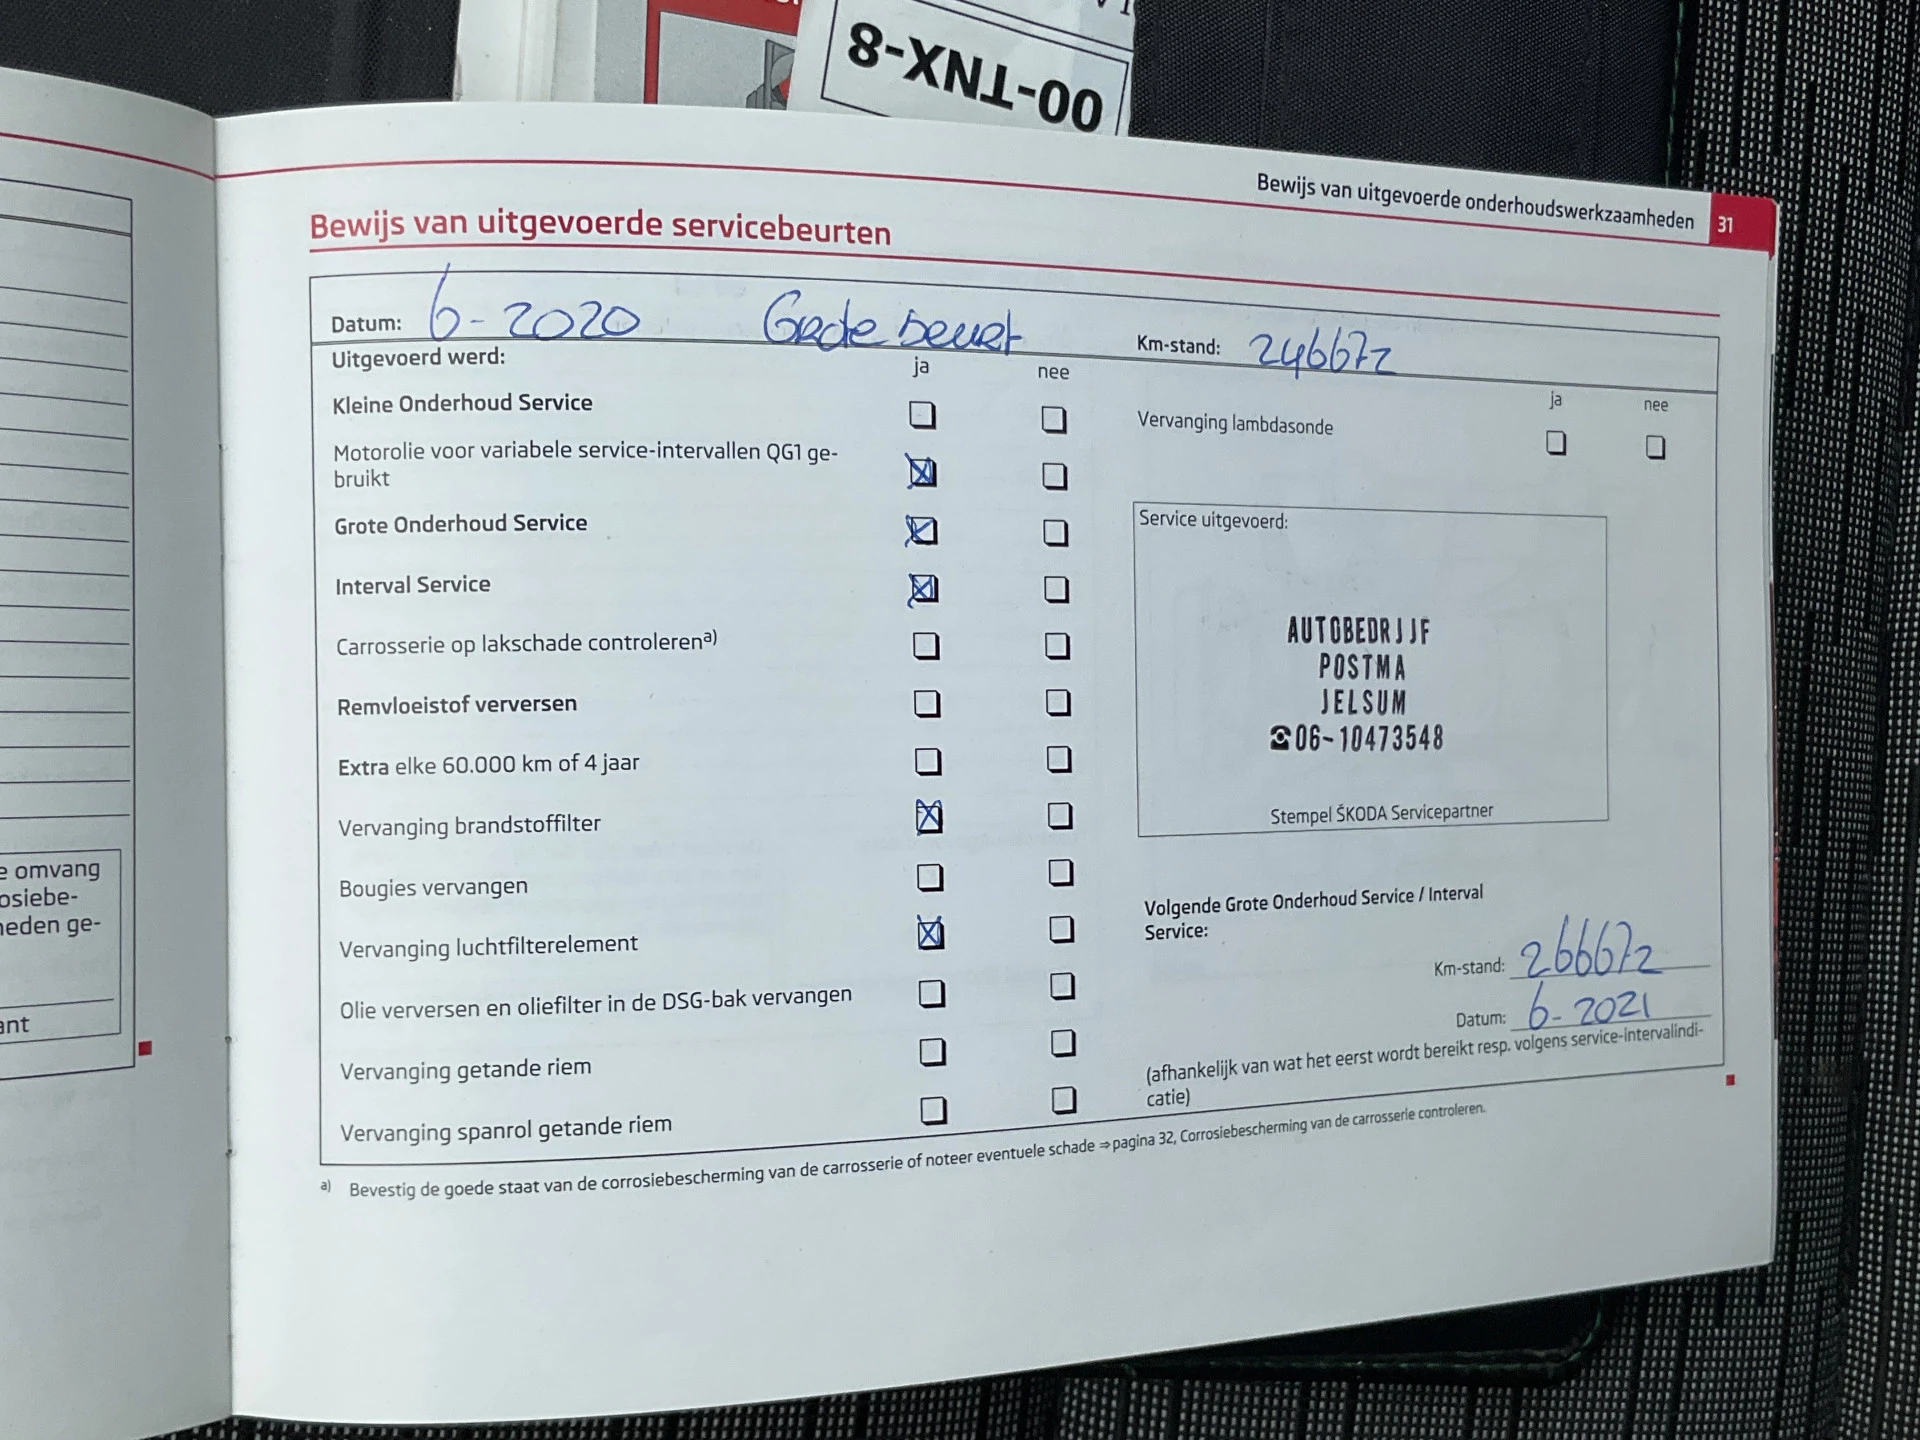 00-TNX-8
Bewijs van uitgevoerde onderhoudswerkzaamheden 31
Bewijs van uitgevoerde servicebeurten
Datum: 6-2020 Grote beurt Km-stand: 246672
Uitgevoerd werd: ja nee
Kleine Onderhoud Service
Motorolie voor variabele service-intervallen QG1 ge-
bruikt
Grote Onderhoud Service
Interval Service
Carrosserie op lakschade controlerena)
Remvloeistof verversen
Extra elke 60.000 km of 4 jaar
Vervanging brandstoffilter
Bougies vervangen
Vervanging luchtfilterelement
Olie verversen en oliefilter in de DSG-bak vervangen
Vervanging getande riem
Vervanging spanrol getande riem
ja nee
Vervanging lambdasonde
Service uitgevoerd:
AUTOBEDRIJF
POSTMA
JELSUM
☎06-10473548
Stempel ŠKODA Servicepartner
Volgende Grote Onderhoud Service / Interval
Service:
Km-stand: 266672
Datum: 6-2021
(afhankelijk van wat het eerst wordt bereikt resp. volgens service-intervalindi-
catie)
a) Bevestig de goede staat van de corrosiebescherming van de carrosserie of noteer eventuele schade ⇒ pagina 32, Corrosiebescherming van de carrosserie controleren.
e omvang
osiebe-
heden ge-
ant